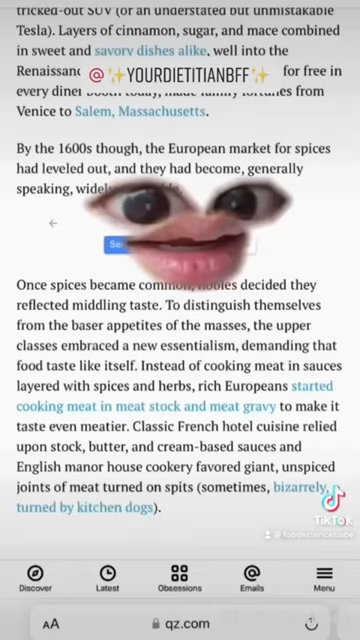 tricked-out SUV (or an understated but unmistakable
Tesla). Layers of cinnamon, sugar, and mace combined
in sweet and savory dishes alike, well into the
Renaissanc
@✨YOURDIETITIANBFF✨
for free in
every diner booth today, made family fortunes from
Venice to Salem, Massachusetts.
By the 1600s though, the European market for spices
had leveled out, and they had become, generally
speaking,
Once spices became common, nobles decided they
reflected middling taste. To distinguish themselves
from the baser appetites of the masses, the upper
classes embraced a new essentialism, demanding that
food taste like itself. Instead of cooking meat in sauces
layered with spices and herbs, rich Europeans started
cooking meat in meat stock and meat gravy to make it
taste even meatier. Classic French hotel cuisine relied
upon stock, butter, and cream-based sauces and
English manor house cookery favored giant, unspiced
joints of meat turned on spits (sometimes, bizarrely,
turned by kitchen dogs).
TikTok
@foodsciencebabe
Discover Latest Obsessions Emails Menu
AA qz.com